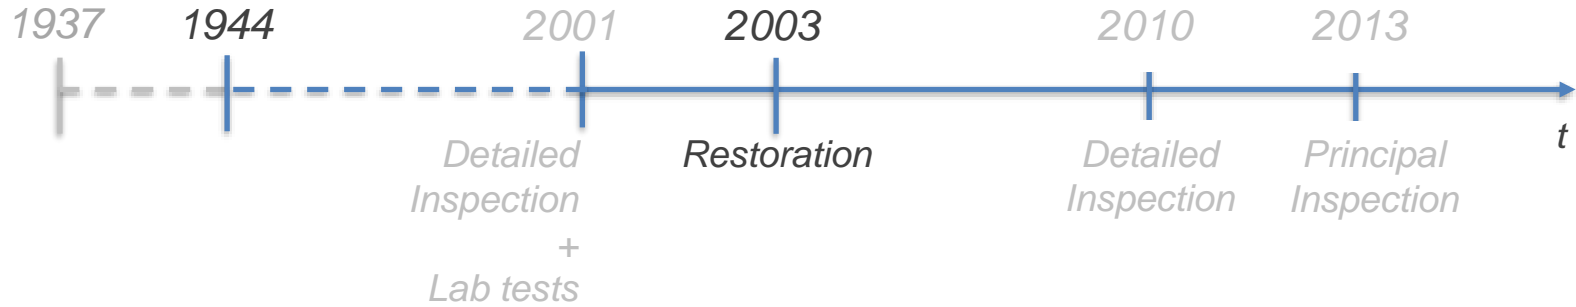 1937 1944 2001 2003 2010 2013
t
Detailed Restoration Detailed Principal
Inspection Inspection Inspection
+
Lab tests